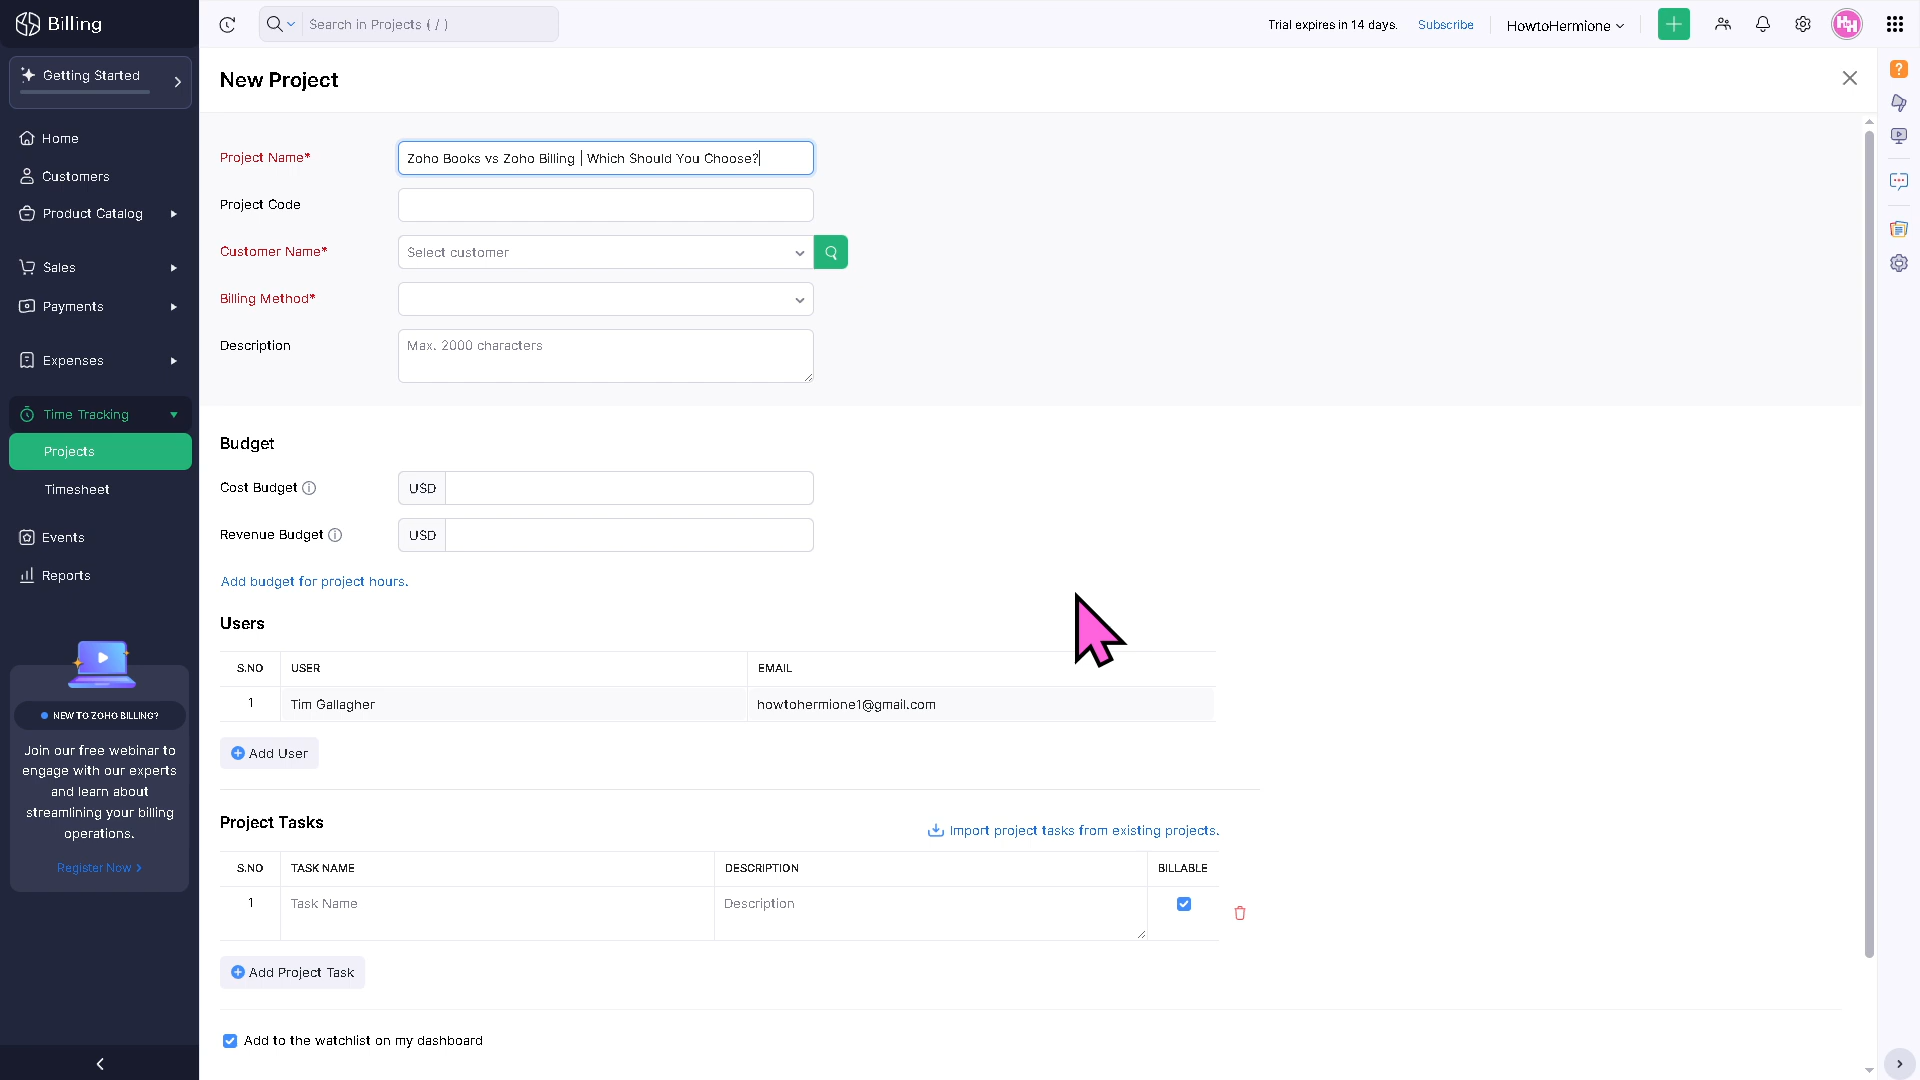 Billing
Search in Projects ( / )
Trial expires in 14 days.
Subscribe
HowtoHermione
Getting Started
New Project
Home
Customers
Product Catalog
Sales
Payments
Expenses
Time Tracking
Projects
Timesheet
Events
Reports
NEW TO ZOHO BILLING?
Join our free webinar to
engage with our experts
and learn about
streamlining your billing
operations.
Register Now >
Project Name*
Zoho Books vs Zoho Billing | Which Should You Choose?
Project Code
Customer Name*
Select customer
Billing Method*
Description
Max. 2000 characters
Budget
Cost Budget
USD
Revenue Budget
USD
Add budget for project hours.
Users
S.NO
USER
EMAIL
1
Tim Gallagher
howtohermione1@gmail.com
Add User
Project Tasks
Import project tasks from existing projects.
S.NO
TASK NAME
DESCRIPTION
BILLABLE
1
Task Name
Description
Add Project Task
Add to the watchlist on my dashboard